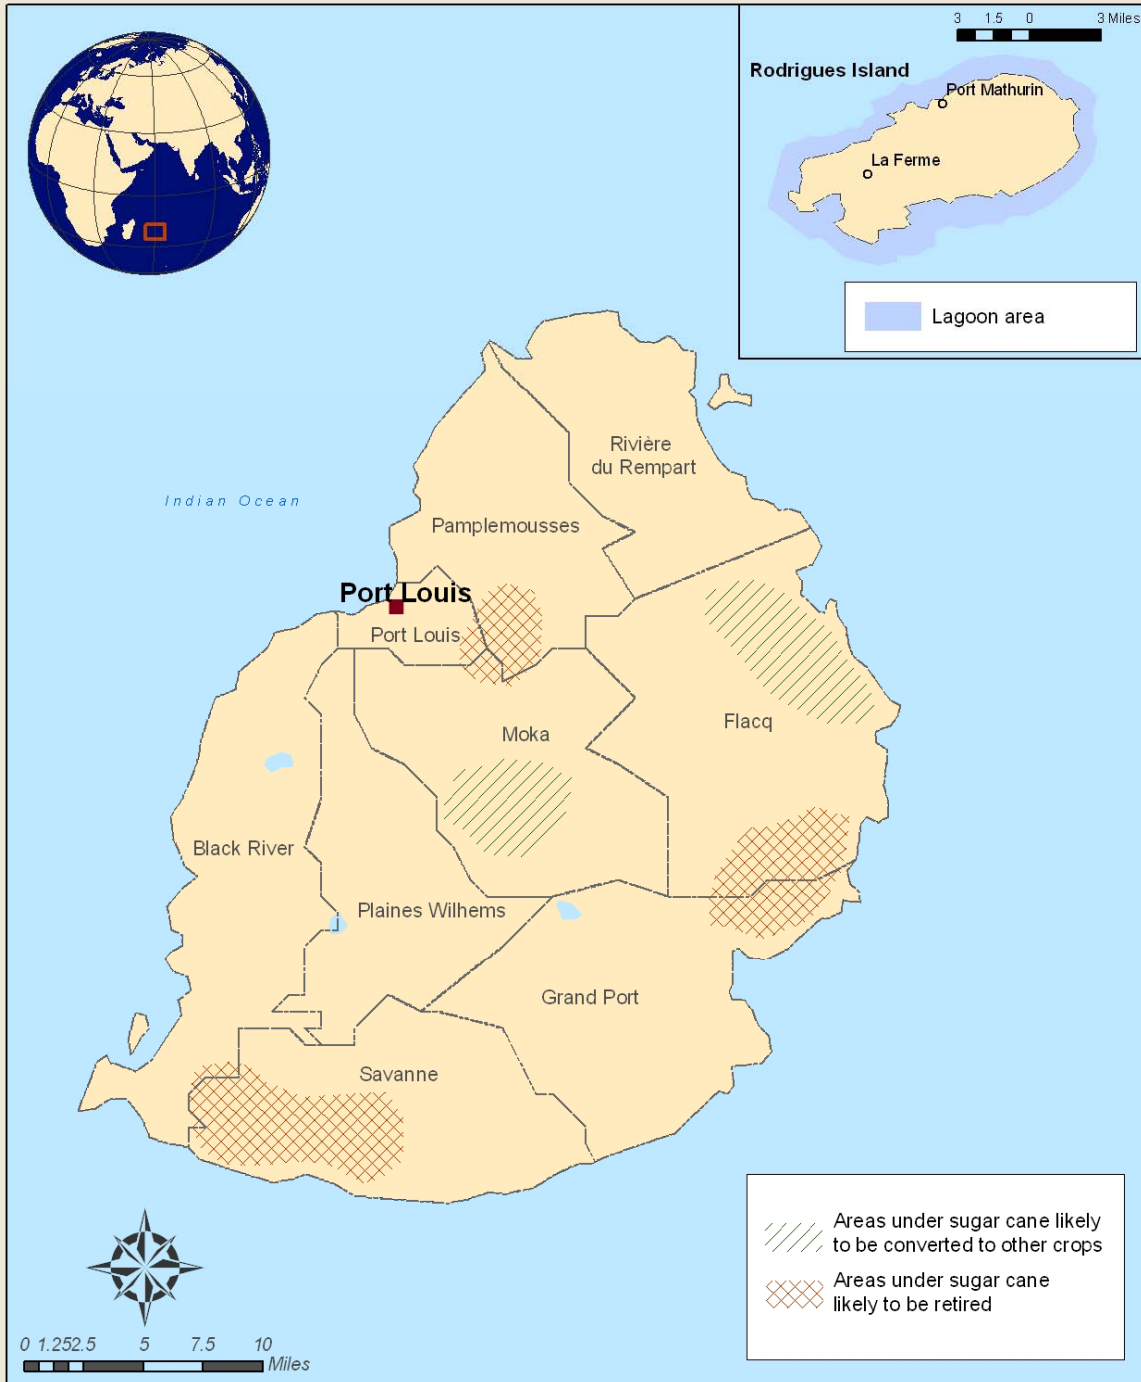 3 1.5 0 3 Miles
Rodrigues Island
Port Mathurin
La Ferme
Lagoon area
Rivière
du Rempart
Indian Ocean
Pamplemousses
Port Louis
Port Louis
Flacq
Moka
Black River
Plaines Wilhems
Grand Port
Savanne
Areas under sugar cane likely
to be converted to other crops
Areas under sugar cane
likely to be retired
0 1.252.5 5 7.5 10
Miles